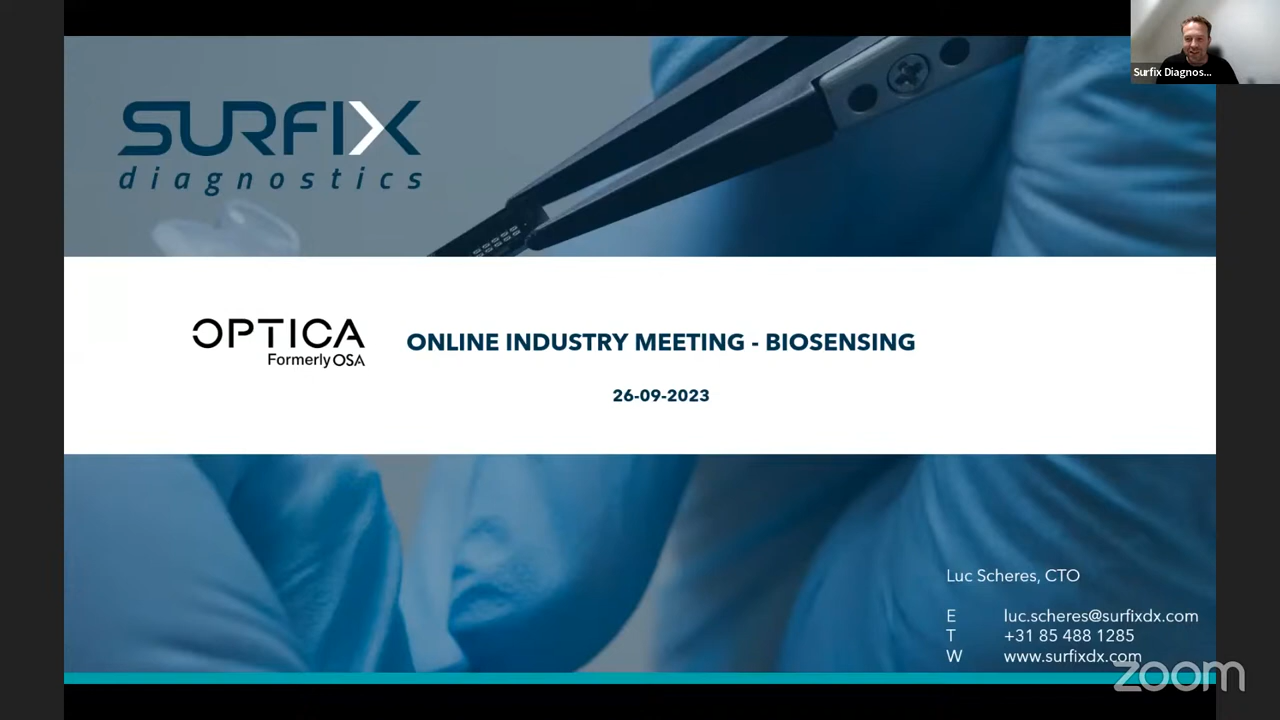 Surfix Diagnos...
SURFIX
diagnostics
OPTICA
Formerly OSA
ONLINE INDUSTRY MEETING - BIOSENSING
26-09-2023
Luc Scheres, CTO
E luc.scheres@surfixdx.com
T +31 85 488 1285
W www.surfixdx.com
zoom